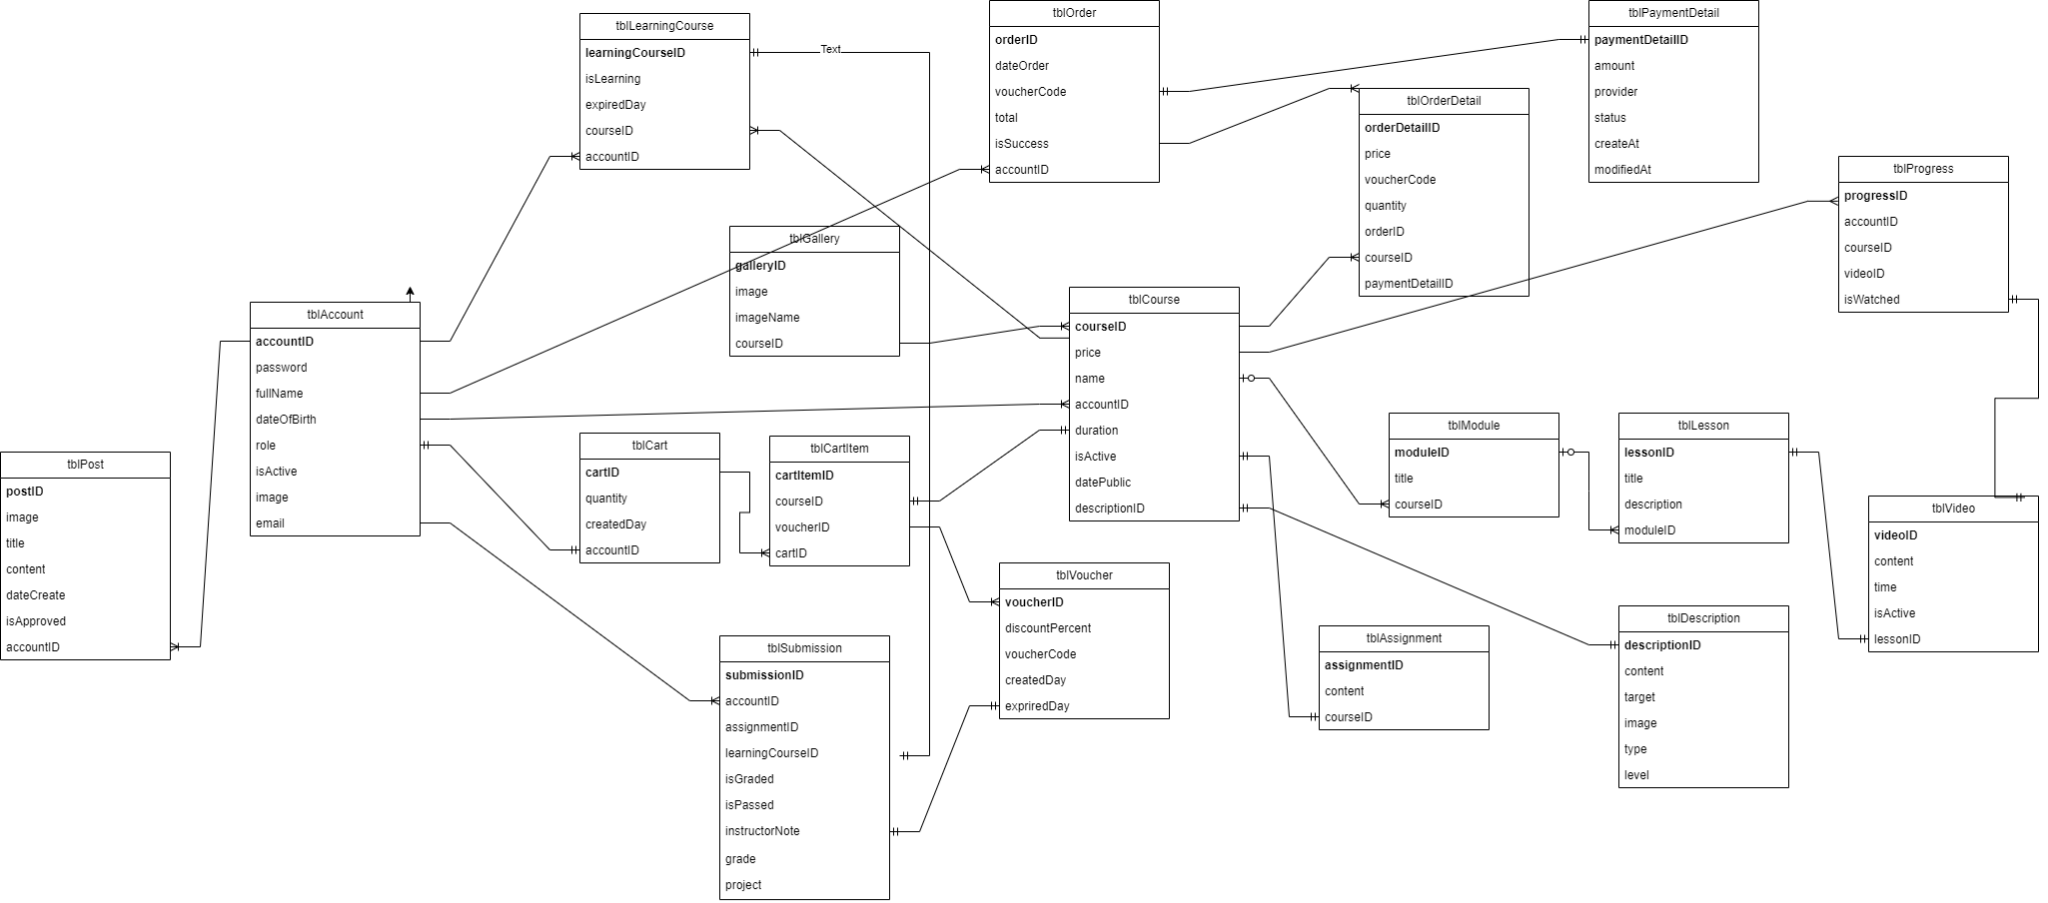 tblLearningCourse
learningCourseID
isLearning
expiredDay
courseID
accountID
Text
tblOrder
orderID
dateOrder
voucherCode
total
isSuccess
accountID
tblPaymentDetail
paymentDetailID
amount
provider
status
createAt
modifiedAt
tblOrderDetail
orderDetailID
price
voucherCode
quantity
orderID
courseID
paymentDetailID
tblProgress
progressID
accountID
courseID
videoID
isWatched
tblGallery
galleryID
image
imageName
courseID
tblAccount
accountID
password
fullName
dateOfBirth
role
isActive
image
email
tblCourse
courseID
price
name
accountID
duration
isActive
datePublic
descriptionID
tblPost
postID
image
title
content
dateCreate
isApproved
accountID
tblCart
cartID
quantity
createdDay
accountID
tblCartItem
cartItemID
courseID
voucherID
cartID
tblModule
moduleID
title
courseID
tblLesson
lessonID
title
description
moduleID
tblVideo
videoID
content
time
isActive
lessonID
tblVoucher
voucherID
discountPercent
voucherCode
createdDay
expriredDay
tblSubmission
submissionID
accountID
assignmentID
learningCourseID
isGraded
isPassed
instructorNote
grade
project
tblAssignment
assignmentID
content
courseID
tblDescription
descriptionID
content
target
image
type
level